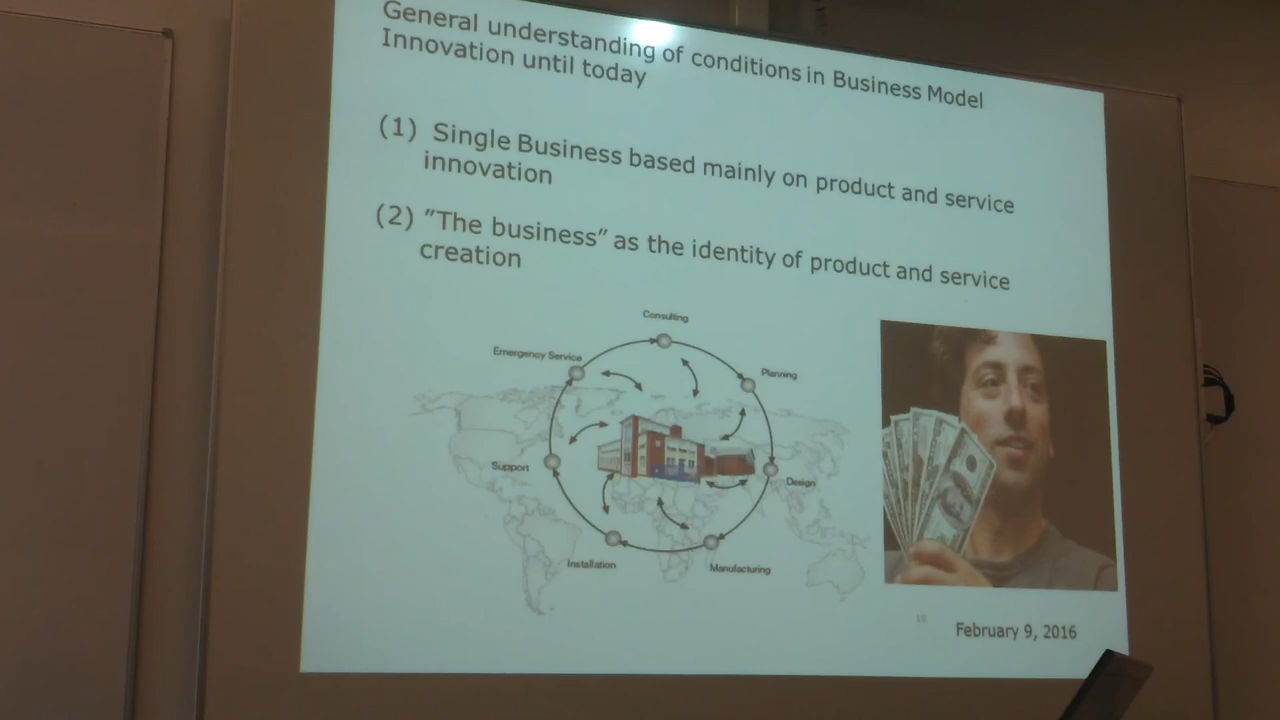 General understanding of conditions in Business Model
Innovation until today
(1) Single Business based mainly on product and service
innovation
(2) ”The business” as the identity of product and service
creation
Consulting
Emergency Service
Planning
Support
Design
Installation
Manufacturing
February 9, 2016